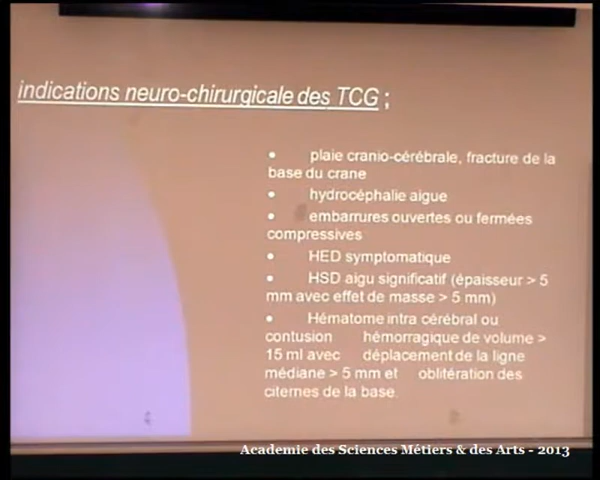 indications neuro-chirurgicale des TCG ;
• plaie cranio-cérébrale, fracture de la
base du crane
• hydrocéphalie aigue
• embarrures ouvertes ou fermées
compressives
• HED symptomatique
• HSD aigu significatif (épaisseur > 5
mm avec effet de masse > 5 mm)
• Hématome intra cérébral ou
contusion hémorragique de volume >
15 ml avec déplacement de la ligne
médiane > 5 mm et oblitération des
citernes de la base.
Academie des Sciences Métiers & des Arts - 2013